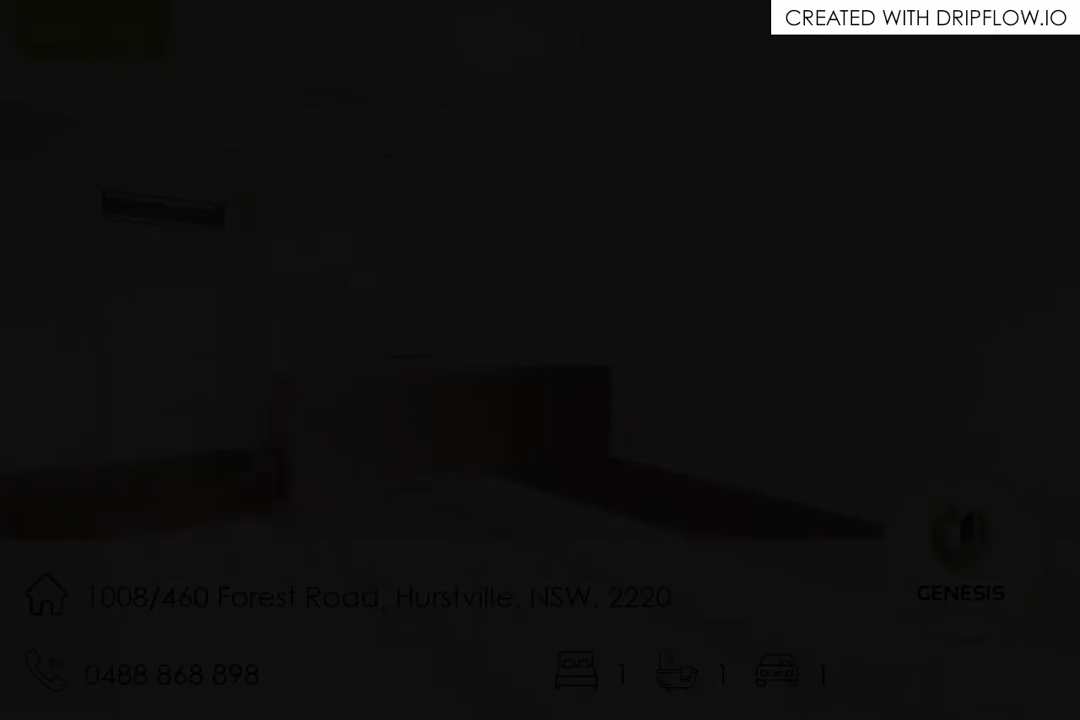 CREATED WITH DRIPFLOW.IO
1008/460 Forest Road, Hurstville, NSW, 2220
GENESIS
0488 868 898
1 1 1